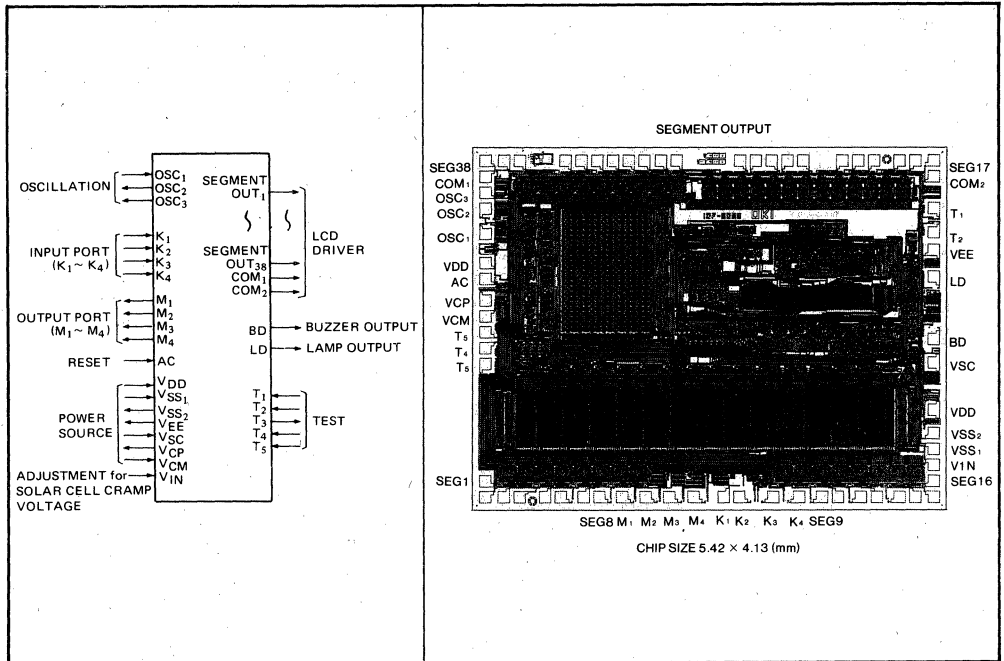 OSCILLATION
OSC1
OSC2
OSC3
INPUT PORT
(K1~ K4)
K1
K2
K3
K4
OUTPUT PORT
(M1~ M4)
M1
M2
M3
M4
RESET
AC
POWER
SOURCE
VDD
VSS1
VSS2
VEE
VSC
VCP
VCM
ADJUSTMENT for
SOLAR CELL CRAMP
VOLTAGE
VIN
SEGMENT
OUT1
SEGMENT
OUT38
COM1
COM2
LCD
DRIVER
BD
BUZZER OUTPUT
LD
LAMP OUTPUT
T1
T2
T3
T4
T5
TEST
SEGMENT OUTPUT
SEG38
COM1
OSC3
OSC2
OSC1
VDD
AC
VCP
VCM
T5
T4
T5
SEG1
OKI
SEG17
COM2
T1
T2
VEE
LD
BD
VSC
VDD
VSS2
VSS1
V1N
SEG16
SEG8 M1 M2 M3 M4 K1 K2 K3 K4 SEG9
CHIP SIZE 5.42 × 4.13 (mm)